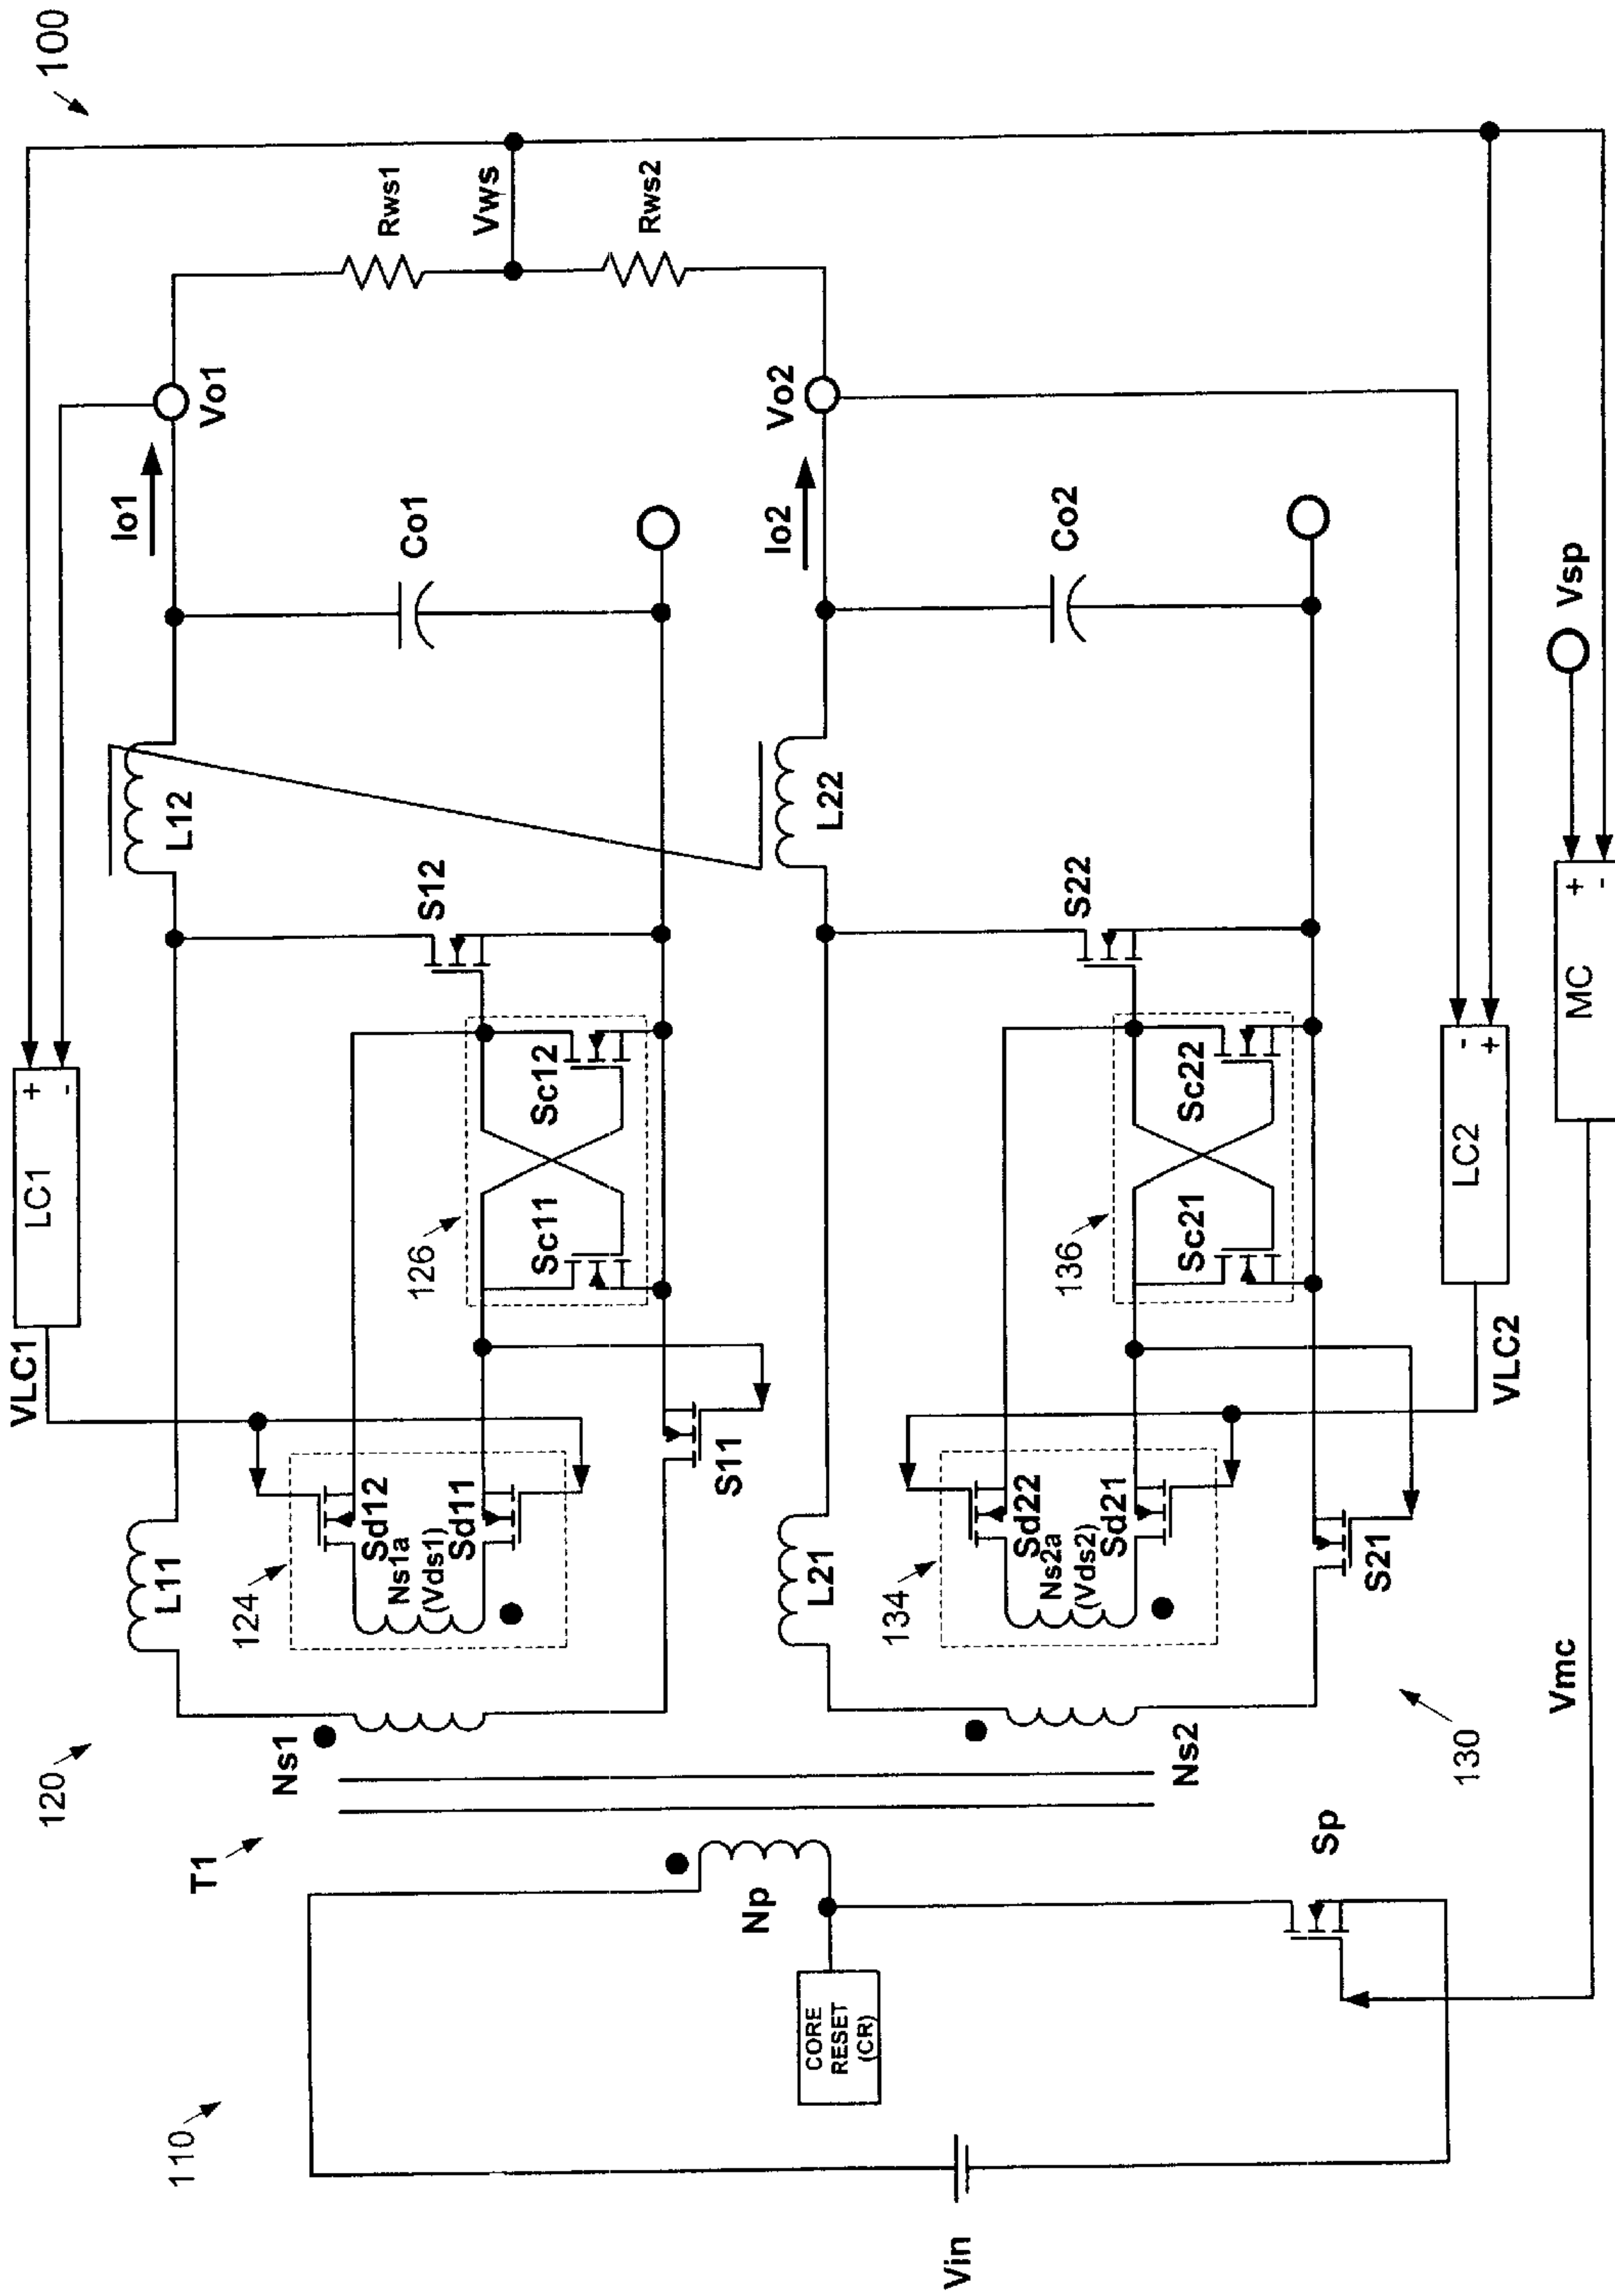 100
120
T1
110
Vin
CORE
RESET
(CR)
Np
Sp
Ns1
Ns2
130
L11
124
Ns1a
(Vds1)
Sd12
Sd11
S11
VLC1
LC1
+
-
126
Sc11
Sc12
S12
L12
Co1
Io1
Vo1
Rws1
Vws
Rws2
L21
134
Ns2a
(Vds2)
Sd22
Sd21
S21
VLC2
LC2
-
+
136
Sc21
Sc22
S22
L22
Co2
Io2
Vo2
Vmc
MC
+
-
Vsp